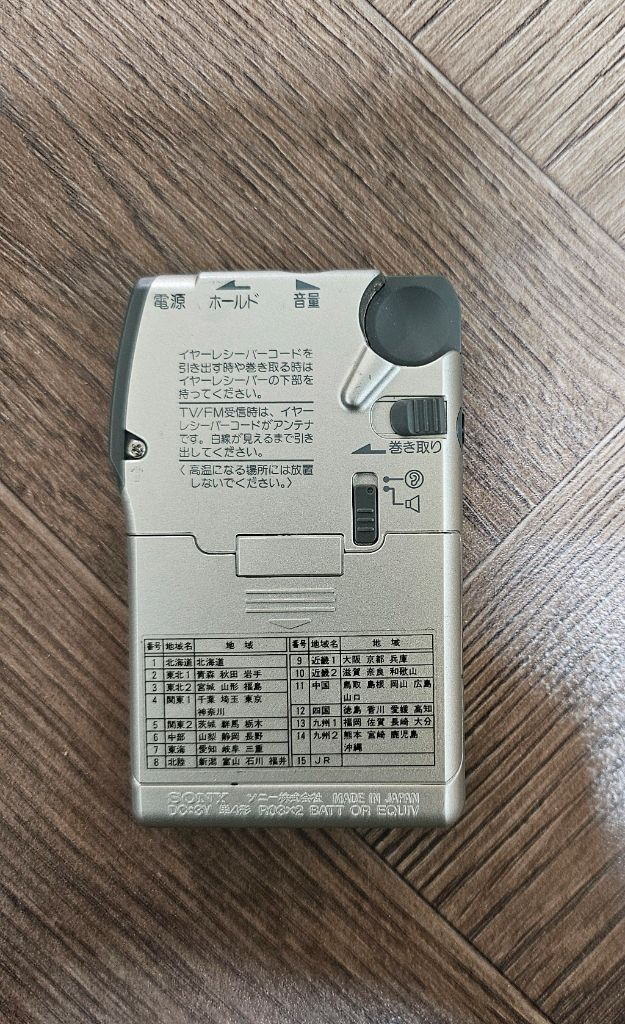 電源 ホールド 音量
イヤーレシーバーコードを
引き出す時や巻き取る時は
イヤーレシーバーの下部を
持ってください。
TV/FM受信時は、イヤー
レシーバーコードがアンテナ
です。白線が見えるまで引き
出してください。
〈高温になる場所には放置
しないでください。〉
巻き取り
番号 地域名 地 域
1 北海道 北海道
2 東北1 青森 秋田 岩手
3 東北2 宮城 山形 福島
4 関東1 千葉 埼玉 東京
神奈川
5 関東2 茨城 群馬 栃木
6 中部 山梨 静岡 長野
7 東海 愛知 岐阜 三重
8 北陸 新潟 富山 石川 福井
番号 地域名 地 域
9 近畿1 大阪 京都 兵庫
10 近畿2 滋賀 奈良 和歌山
11 中国 鳥取 島根 岡山 広島
山口
12 四国 徳島 香川 愛媛 高知
13 九州1 福岡 佐賀 長崎 大分
14 九州2 熊本 宮崎 鹿児島
沖縄
15 JR
SONY ソニー株式会社 MADE IN JAPAN
DC:3V 単4形 R03×2 BATT OR EQUIV